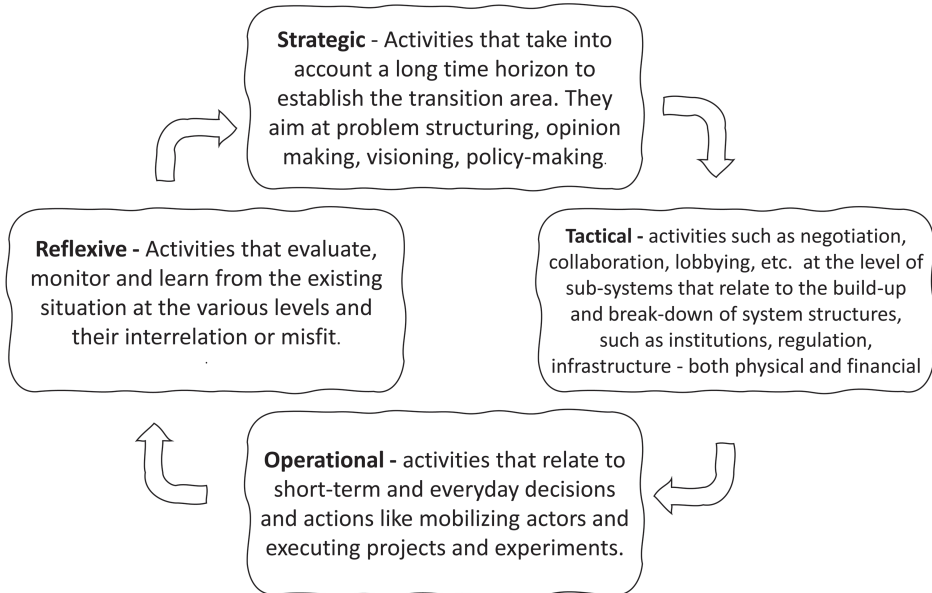 Strategic - Activities that take into
account a long time horizon to
establish the transition area. They
aim at problem structuring, opinion
making, visioning, policy-making.
Reflexive - Activities that evaluate,
monitor and learn from the existing
situation at the various levels and
their interrelation or misfit.
.
Tactical - activities such as negotiation,
collaboration, lobbying, etc. at the level of
sub-systems that relate to the build-up
and break-down of system structures,
such as institutions, regulation,
infrastructure - both physical and financial
Operational - activities that relate to
short-term and everyday decisions
and actions like mobilizing actors and
executing projects and experiments.